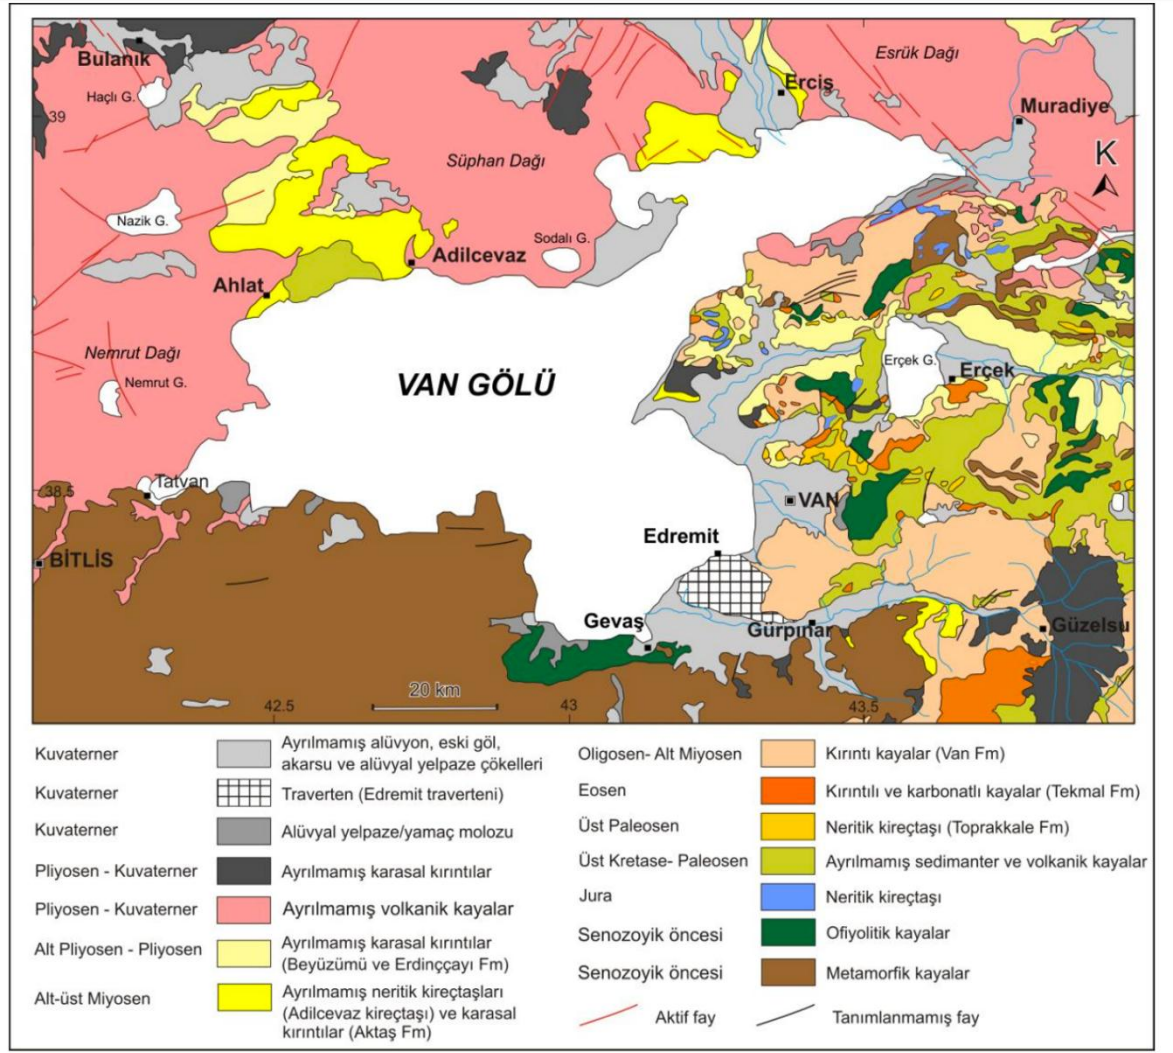 Bulanık
Haçlı G.
39
Esrük Dağı
Erciş
Muradiye
K
Süphan Dağı
Nazik G.
Sodalı G.
Adilcevaz
Ahlat
Nemrut Dağı
Nemrut G.
VAN GÖLÜ
Erçek G.
Erçek
Tatvan
38.5
VAN
BİTLİS
Edremit
Gevaş
Gürpınar
Güzelsu
20 km
42.5
43
43.5
Kuvaterner
Ayrılmamış alüvyon, eski göl,
akarsu ve alüvyal yelpaze çökelleri
Kuvaterner
Traverten (Edremit traverteni)
Kuvaterner
Alüvyal yelpaze/yamaç molozu
Pliyosen - Kuvaterner
Ayrılmamış karasal kırıntılar
Pliyosen - Kuvaterner
Ayrılmamış volkanik kayalar
Alt Pliyosen - Pliyosen
Ayrılmamış karasal kırıntılar
(Beyüzümü ve Erdinççayı Fm)
Alt-üst Miyosen
Ayrılmamış neritik kireçtaşları
(Adilcevaz kireçtaşı) ve karasal
kırıntılar (Aktaş Fm)
Oligosen- Alt Miyosen
Kırıntı kayalar (Van Fm)
Eosen
Kırıntılı ve karbonatlı kayalar (Tekmal Fm)
Üst Paleosen
Neritik kireçtaşı (Toprakkale Fm)
Üst Kretase- Paleosen
Ayrılmamış sedimanter ve volkanik kayalar
Jura
Neritik kireçtaşı
Senozoyik öncesi
Ofiyolitik kayalar
Senozoyik öncesi
Metamorfik kayalar
Aktif fay
Tanımlanmamış fay